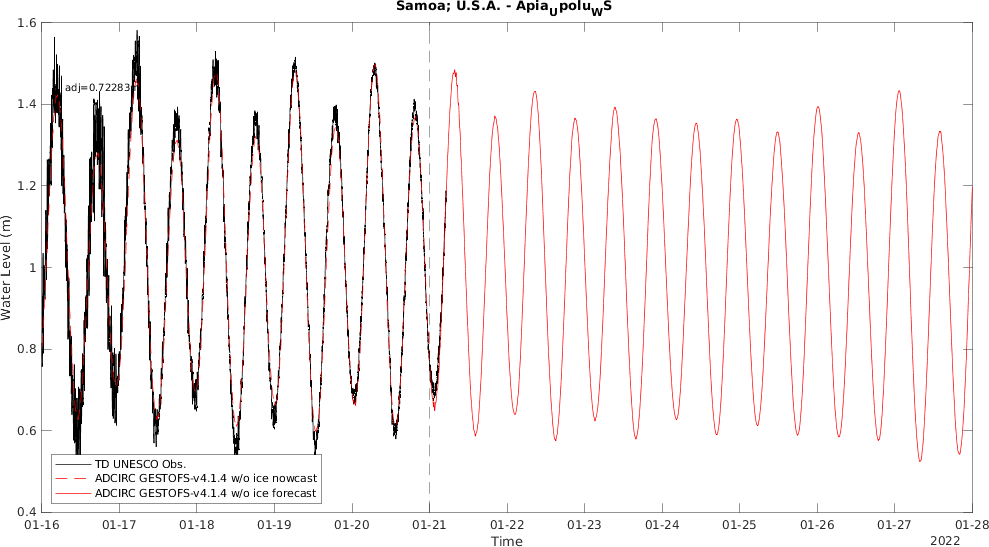 Samoa; U.S.A. - ApiaUpoluWS
1.6
1.4
1.2
1
0.8
0.6
0.4
Water Level (m)
adj=0.72283
TD UNESCO Obs.
ADCIRC GESTOFS-v4.1.4 w/o ice nowcast
ADCIRC GESTOFS-v4.1.4 w/o ice forecast
01-16 01-17 01-18 01-19 01-20 01-21 01-22 01-23 01-24 01-25 01-26 01-27 01-28
Time
2022